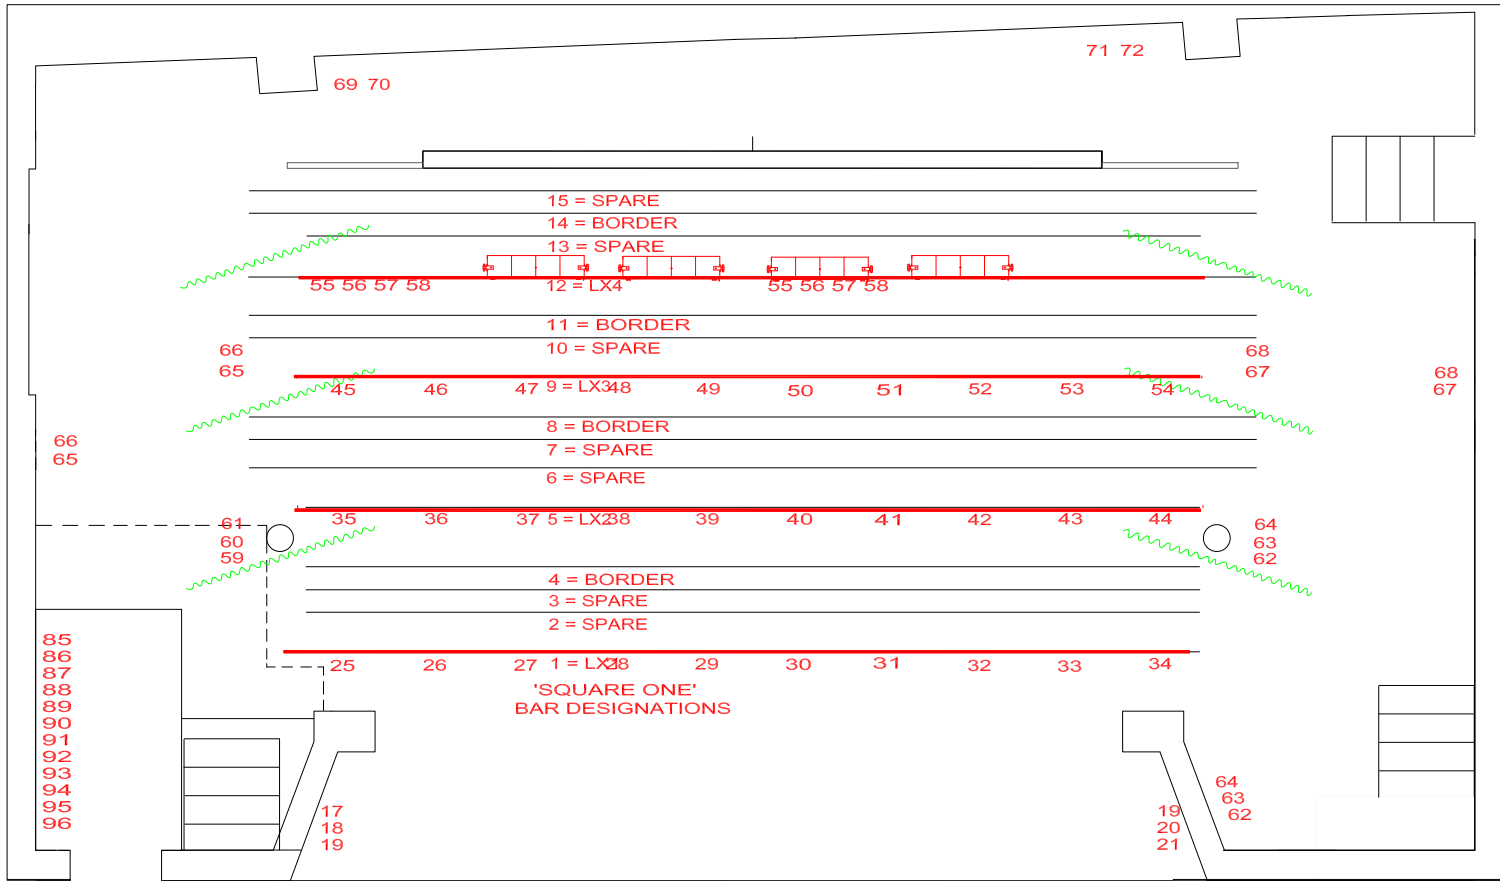 71 72
69 70
15 = SPARE
14 = BORDER
13 = SPARE
55 56 57 58
12 = LX4
55 56 57 58
11 = BORDER
10 = SPARE
66
65
68
67
68
67
45 46 47 9 = LX3 48 49 50 51 52 53 54
8 = BORDER
7 = SPARE
66
65
6 = SPARE
35 36 37 5 = LX2 38 39 40 41 42 43 44
61
60
59
64
63
62
4 = BORDER
3 = SPARE
2 = SPARE
25 26 27 1 = LX1 28 29 30 31 32 33 34
'SQUARE ONE'
BAR DESIGNATIONS
85
86
87
88
89
90
91
92
93
94
95
96
17
18
19
19
20
21
64
63
62